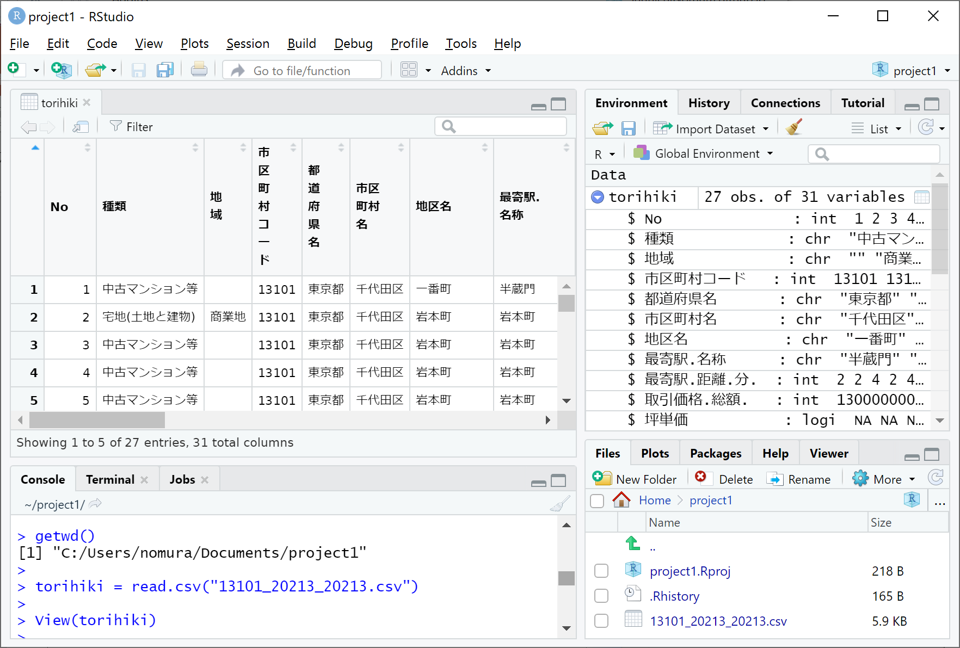 project1 - RStudio
File Edit Code View Plots Session Build Debug Profile Tools Help
Go to file/function Addins project1
torihiki
Filter
No 種類 地域 市区町村コード 都道府県名 市区町村名 地区名 最寄駅.名称
1 1 中古マンション等 13101 東京都 千代田区 一番町 半蔵門
2 2 宅地(土地と建物) 商業地 13101 東京都 千代田区 岩本町 岩本町
3 3 中古マンション等 13101 東京都 千代田区 岩本町 岩本町
4 4 中古マンション等 13101 東京都 千代田区 岩本町 岩本町
5 5 中古マンション等 13101 東京都 千代田区 岩本町 岩本町
Showing 1 to 5 of 27 entries, 31 total columns
Console Terminal Jobs
~/project1/
> getwd()
[1] "C:/Users/nomura/Documents/project1"
>
> torihiki = read.csv("13101_20213_20213.csv")
>
> View(torihiki)
>
Environment History Connections Tutorial
Import Dataset List
R Global Environment
Data
torihiki 27 obs. of 31 variables
$ No : int 1 2 3 4…
$ 種類 : chr "中古マン…
$ 地域 : chr "" "商業…
$ 市区町村コード : int 13101 131…
$ 都道府県名 : chr "東京都" "…
$ 市区町村名 : chr "千代田区"…
$ 地区名 : chr "一番町" …
$ 最寄駅.名称 : chr "半蔵門" "…
$ 最寄駅.距離.分. : int 2 2 4 2 4…
$ 取引価格.総額. : int 130000000…
$ 坪単価 : logi NA NA N…
Files Plots Packages Help Viewer
New Folder Delete Rename More
Home project1 ...
Name Size
..
project1.Rproj 218 B
.Rhistory 165 B
13101_20213_20213.csv 5.9 KB